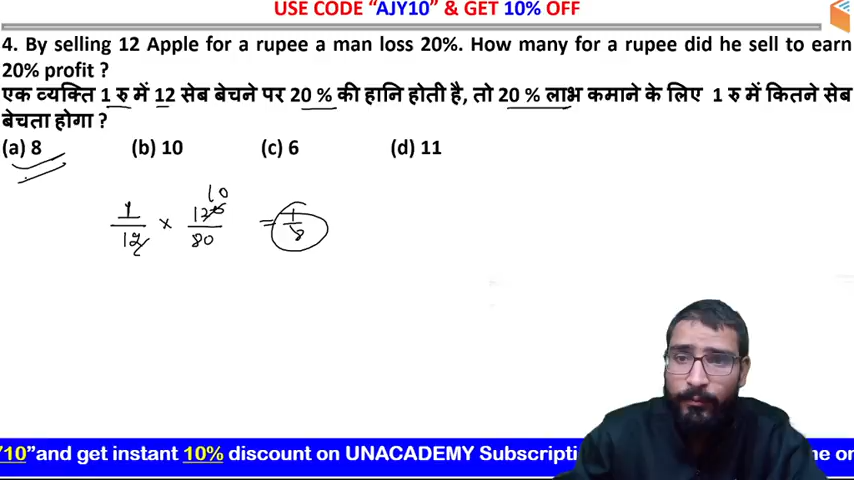 USE CODE "AJY10" & GET 10% OFF
4. By selling 12 Apple for a rupee a man loss 20%. How many for a rupee did he sell to earn
20% profit ?
एक व्यक्ति 1 रु में 12 सेब बेचने पर 20 % की हानि होती है, तो 20 % लाभ कमाने के लिए 1 रु में कितने सेब
बेचता होगा ?
(a) 8 (b) 10 (c) 6 (d) 11
10
1/12 × 120/80 = 1/8
/10"and get instant 10% discount on UNACADEMY Subscripti ne on